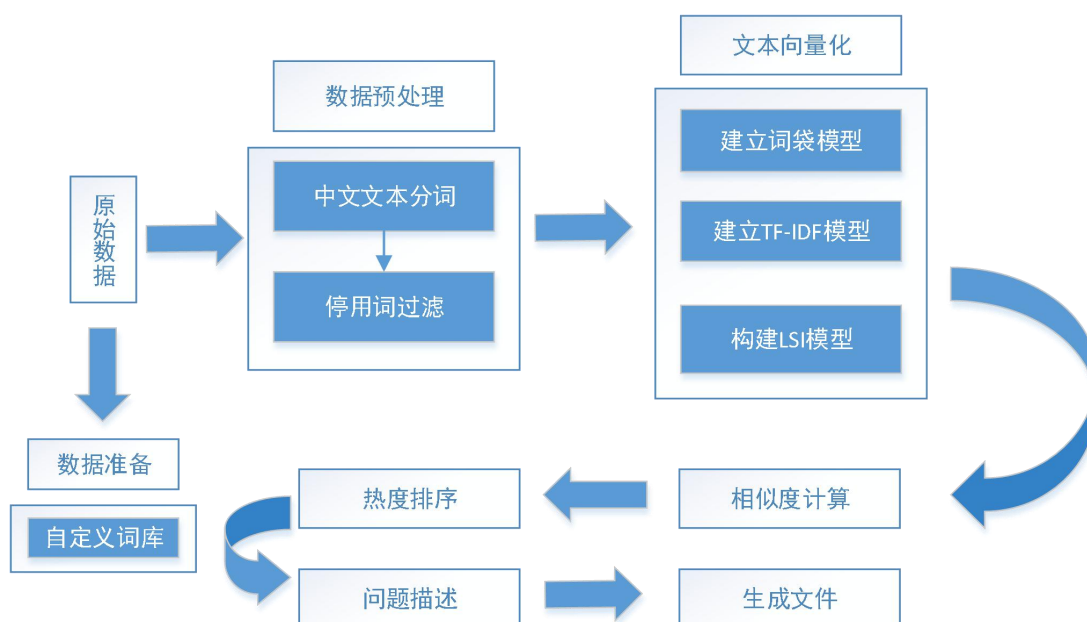 原始数据
数据预处理
中文文本分词
停用词过滤
文本向量化
建立词袋模型
建立TF-IDF模型
构建LSI模型
数据准备
自定义词库
相似度计算
热度排序
问题描述
生成文件